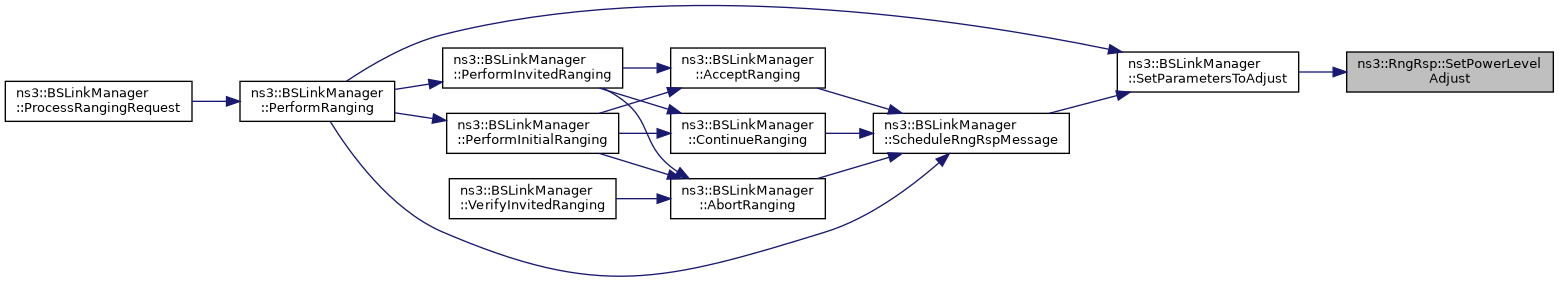 ns3::BSLinkManager
::ProcessRangingRequest
ns3::BSLinkManager
::PerformRanging
ns3::BSLinkManager
::PerformInvitedRanging
ns3::BSLinkManager
::PerformInitialRanging
ns3::BSLinkManager
::VerifyInvitedRanging
ns3::BSLinkManager
::AcceptRanging
ns3::BSLinkManager
::ContinueRanging
ns3::BSLinkManager
::AbortRanging
ns3::BSLinkManager
::ScheduleRngRspMessage
ns3::BSLinkManager
::SetParametersToAdjust
ns3::RngRsp::SetPowerLevel
Adjust